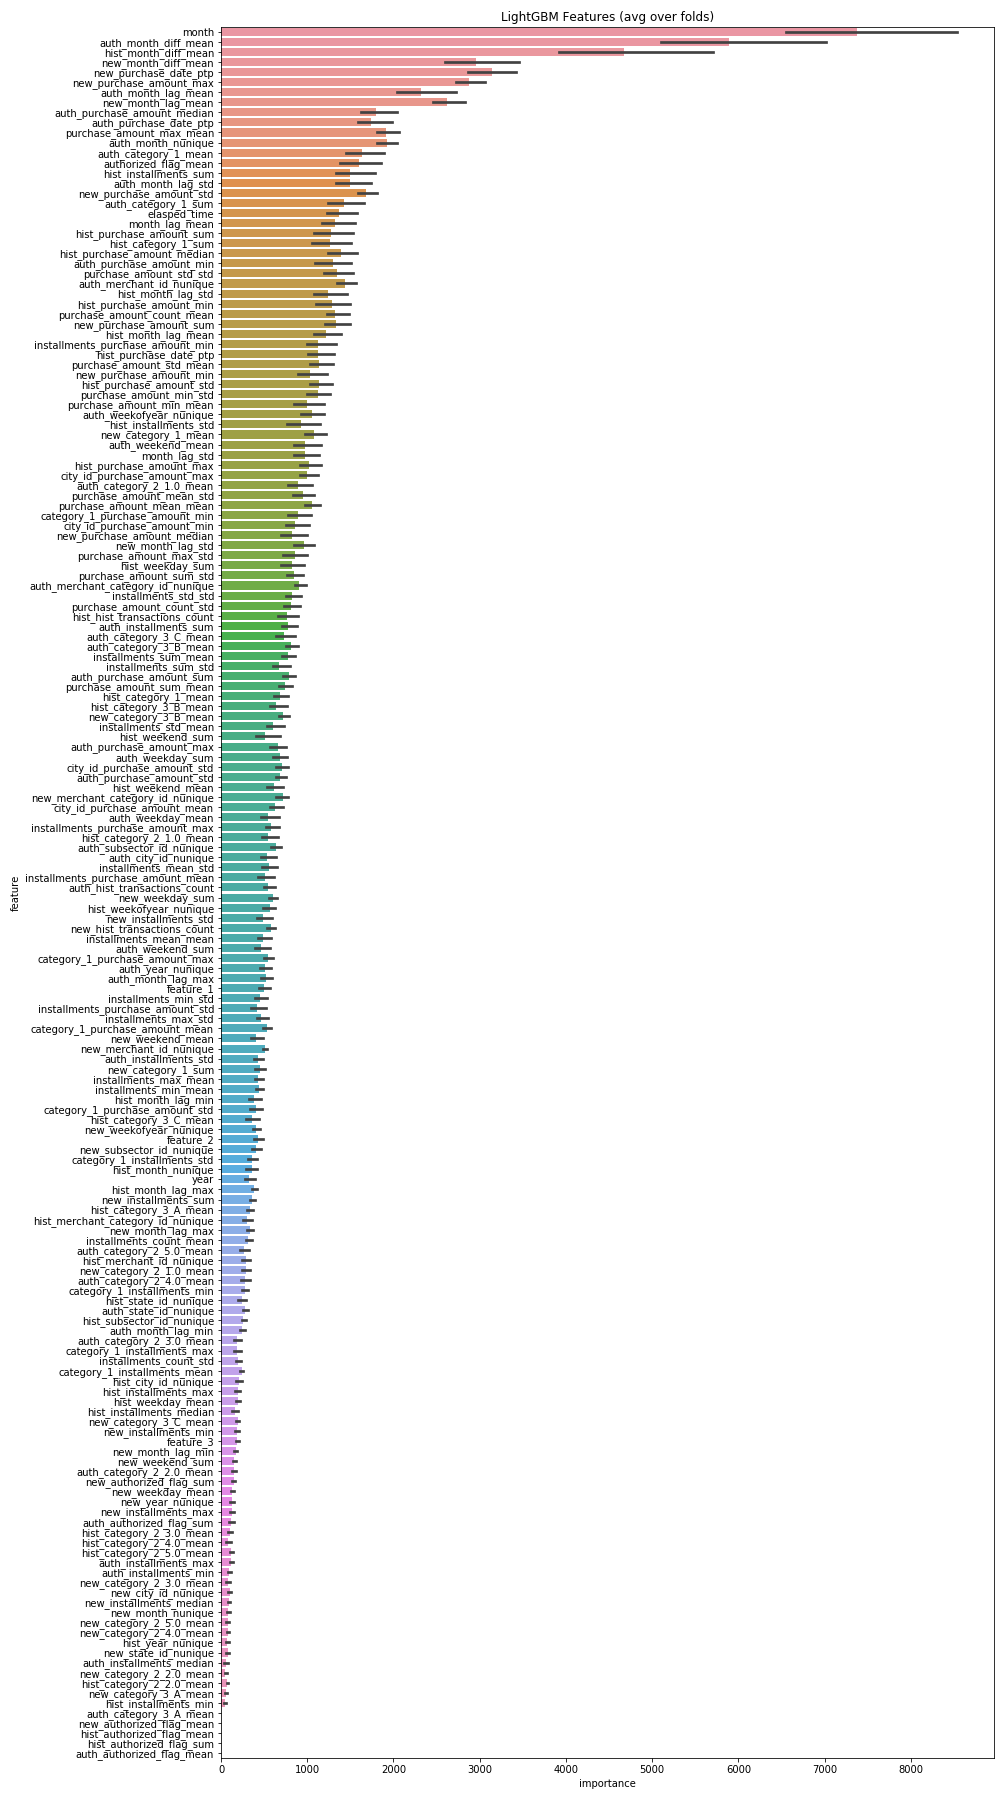 LightGBM Features (avg over folds)
month
auth_month_diff_mean
hist_month_diff_mean
new_month_diff_mean
new_purchase_date_ptp
new_purchase_amount_max
auth_month_lag_mean
new_month_lag_mean
auth_purchase_amount_median
auth_purchase_date_ptp
purchase_amount_max_mean
auth_month_nunique
auth_category_1_mean
authorized_flag_mean
hist_installments_sum
auth_month_lag_std
new_purchase_amount_std
auth_category_1_sum
elasped_time
month_lag_mean
hist_purchase_amount_sum
hist_category_1_sum
hist_purchase_amount_median
auth_purchase_amount_min
purchase_amount_std_std
auth_merchant_id_nunique
hist_month_lag_std
hist_purchase_amount_min
purchase_amount_count_mean
new_purchase_amount_sum
hist_month_lag_mean
installments_purchase_amount_min
hist_purchase_date_ptp
purchase_amount_std_mean
new_purchase_amount_min
hist_purchase_amount_std
purchase_amount_min_std
purchase_amount_min_mean
auth_weekofyear_nunique
hist_installments_std
new_category_1_mean
auth_weekend_mean
month_lag_std
hist_purchase_amount_max
city_id_purchase_amount_max
auth_category_2_1.0_mean
purchase_amount_mean_std
purchase_amount_mean_mean
category_1_purchase_amount_min
city_id_purchase_amount_min
new_purchase_amount_median
new_month_lag_std
purchase_amount_max_std
hist_weekday_sum
purchase_amount_sum_std
auth_merchant_category_id_nunique
installments_std_std
purchase_amount_count_std
hist_hist_transactions_count
auth_installments_sum
auth_category_3_C_mean
auth_category_3_B_mean
installments_sum_mean
installments_sum_std
auth_purchase_amount_sum
purchase_amount_sum_mean
hist_category_1_mean
hist_category_3_B_mean
new_category_3_B_mean
installments_std_mean
hist_weekend_sum
auth_purchase_amount_max
auth_weekday_sum
city_id_purchase_amount_std
auth_purchase_amount_std
hist_weekend_mean
new_merchant_category_id_nunique
city_id_purchase_amount_mean
auth_weekday_mean
installments_purchase_amount_max
hist_category_2_1.0_mean
auth_subsector_id_nunique
auth_city_id_nunique
installments_mean_std
installments_purchase_amount_mean
auth_hist_transactions_count
new_weekday_sum
hist_weekofyear_nunique
new_installments_std
new_hist_transactions_count
installments_mean_mean
auth_weekend_sum
category_1_purchase_amount_max
auth_year_nunique
auth_month_lag_max
feature_1
installments_min_std
installments_purchase_amount_std
installments_max_std
category_1_purchase_amount_mean
new_weekend_mean
new_merchant_id_nunique
auth_installments_std
new_category_1_sum
installments_max_mean
installments_min_mean
hist_month_lag_min
category_1_purchase_amount_std
hist_category_3_C_mean
new_weekofyear_nunique
feature_2
new_subsector_id_nunique
category_1_installments_std
hist_month_nunique
year
hist_month_lag_max
new_installments_sum
hist_category_3_A_mean
hist_merchant_category_id_nunique
new_month_lag_max
installments_count_mean
auth_category_2_5.0_mean
hist_merchant_id_nunique
new_category_2_1.0_mean
auth_category_2_4.0_mean
category_1_installments_min
hist_state_id_nunique
auth_state_id_nunique
hist_subsector_id_nunique
auth_month_lag_min
auth_category_2_3.0_mean
category_1_installments_max
installments_count_std
category_1_installments_mean
hist_city_id_nunique
hist_installments_max
hist_weekday_mean
hist_installments_median
new_category_3_C_mean
new_installments_min
feature_3
new_month_lag_min
new_weekend_sum
auth_category_2_2.0_mean
new_authorized_flag_sum
new_weekday_mean
new_year_nunique
new_installments_max
auth_authorized_flag_sum
hist_category_2_3.0_mean
hist_category_2_4.0_mean
hist_category_2_5.0_mean
auth_installments_max
auth_installments_min
new_category_2_3.0_mean
new_city_id_nunique
new_installments_median
new_month_nunique
new_category_2_5.0_mean
new_category_2_4.0_mean
hist_year_nunique
new_state_id_nunique
auth_installments_median
new_category_2_2.0_mean
hist_category_2_2.0_mean
new_category_3_A_mean
hist_installments_min
auth_category_3_A_mean
new_authorized_flag_mean
hist_authorized_flag_mean
hist_authorized_flag_sum
auth_authorized_flag_mean
feature
0 1000 2000 3000 4000 5000 6000 7000 8000
importance